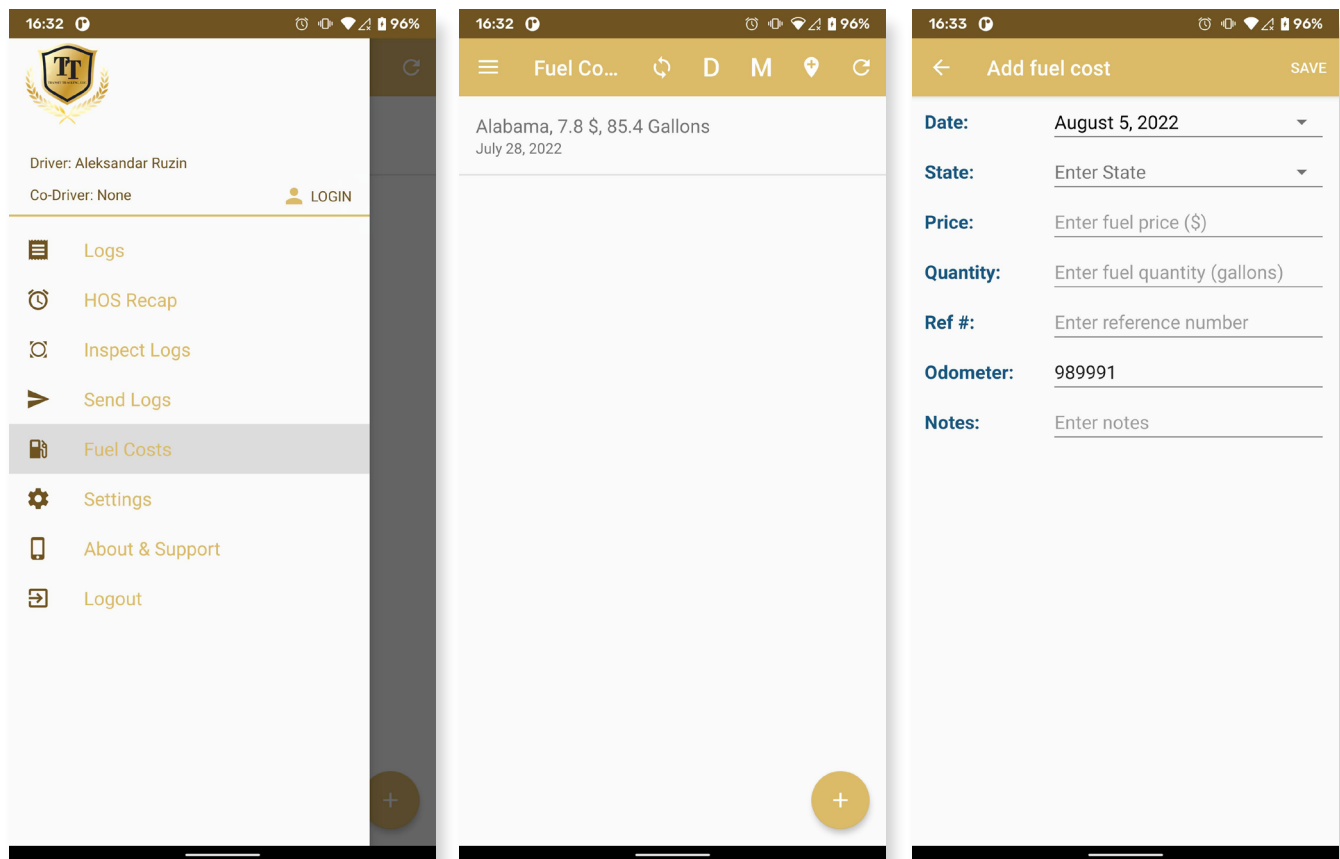 16:32
96%
TT
Driver: Aleksandar Ruzin
Co-Driver: None
LOGIN
Logs
HOS Recap
Inspect Logs
Send Logs
Fuel Costs
Settings
About & Support
Logout
16:32
96%
Fuel Co...
D
M
Alabama, 7.8 $, 85.4 Gallons
July 28, 2022
16:33
96%
Add fuel cost
SAVE
Date: August 5, 2022
State: Enter State
Price: Enter fuel price ($)
Quantity: Enter fuel quantity (gallons)
Ref #: Enter reference number
Odometer: 989991
Notes: Enter notes